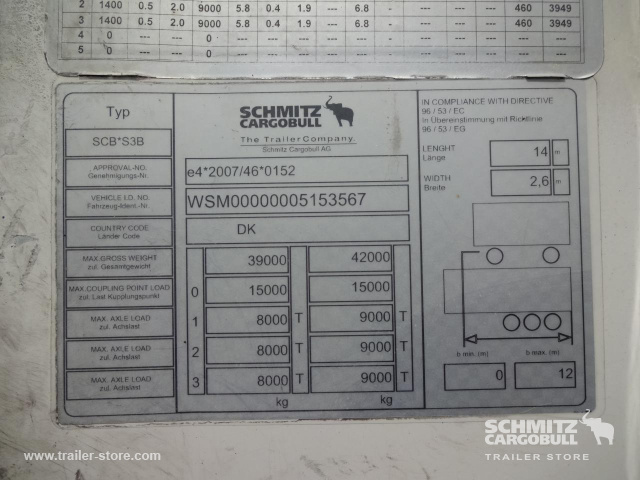 2 1400 0.5 2.0 9000 5.8 0.4 1.9 --- 6.8 --- --- --- 460 3949
3 1400 0.5 2.0 9000 5.8 0.4 1.9 --- 6.8 --- --- --- 460 3949
4 0 --- --- 0 --- --- --- --- --- --- --- --- --- ---
5 0 --- --- 0 --- --- --- --- --- --- --- --- --- ---
Typ
SCB*S3B
SCHMITZ
CARGOBULL
The TrailerCompany.
Schmitz Cargobull AG.
IN COMPLIANCE WITH DIRECTIVE
96 / 53 / EC
In Übereinstimmung mit Richtlinie
96 / 53 / EG
LENGHT
Länge
14 m
WIDTH
Breite
2,6 m
APPROVAL-NO.
Genehmigungs-Nr.
e4*2007/46*0152
VEHICLE I.D. NO.
Fahrzeug-Ident.-Nr.
WSM00000005153567
COUNTRY CODE
Länder Code
DK
MAX.GROSS WEIGHT
zul. Gesamtgewicht
39000 42000
MAX.COUPLING POINT LOAD
zul. Last Kupplungspunkt
0 15000 15000
MAX. AXLE LOAD
zul. Achslast
1 8000 T 9000 T
MAX. AXLE LOAD
zul. Achslast
2 8000 T 9000 T
MAX. AXLE LOAD
zul. Achslast
3 8000 T 9000 T
kg kg
b min. (m) b max. (m)
0 12
www.trailer-store.com
SCHMITZ
CARGOBULL
TRAILER STORE